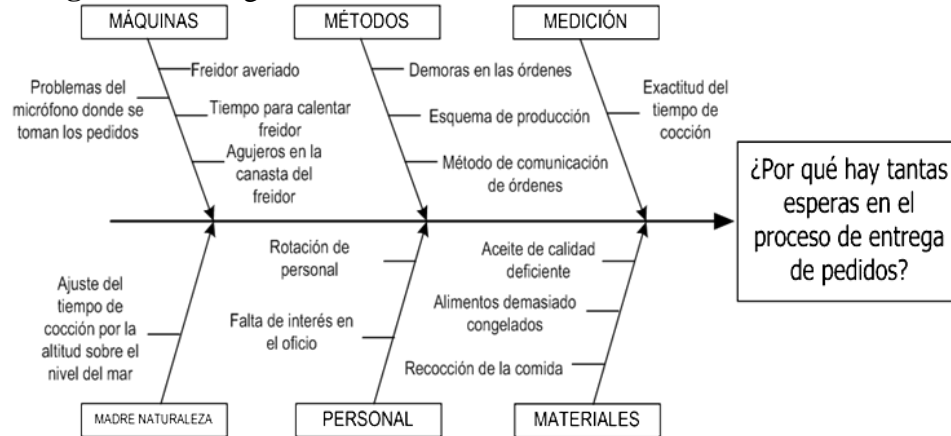 MÁQUINAS
MÉTODOS
MEDICIÓN
Problemas del
micrófono donde se
toman los pedidos
Freidor averiado
Tiempo para calentar
freidor
Agujeros en la
canasta del
freidor
Demoras en las órdenes
Esquema de producción
Método de comunicación
de órdenes
Exactitud del
tiempo de
cocción
¿Por qué hay tantas
esperas en el
proceso de entrega
de pedidos?
Ajuste del
tiempo de
cocción por la
altitud sobre el
nivel del mar
Rotación de
personal
Falta de interés en
el oficio
Aceite de calidad
deficiente
Alimentos demasiado
congelados
Recocción de la comida
MADRE NATURALEZA
PERSONAL
MATERIALES